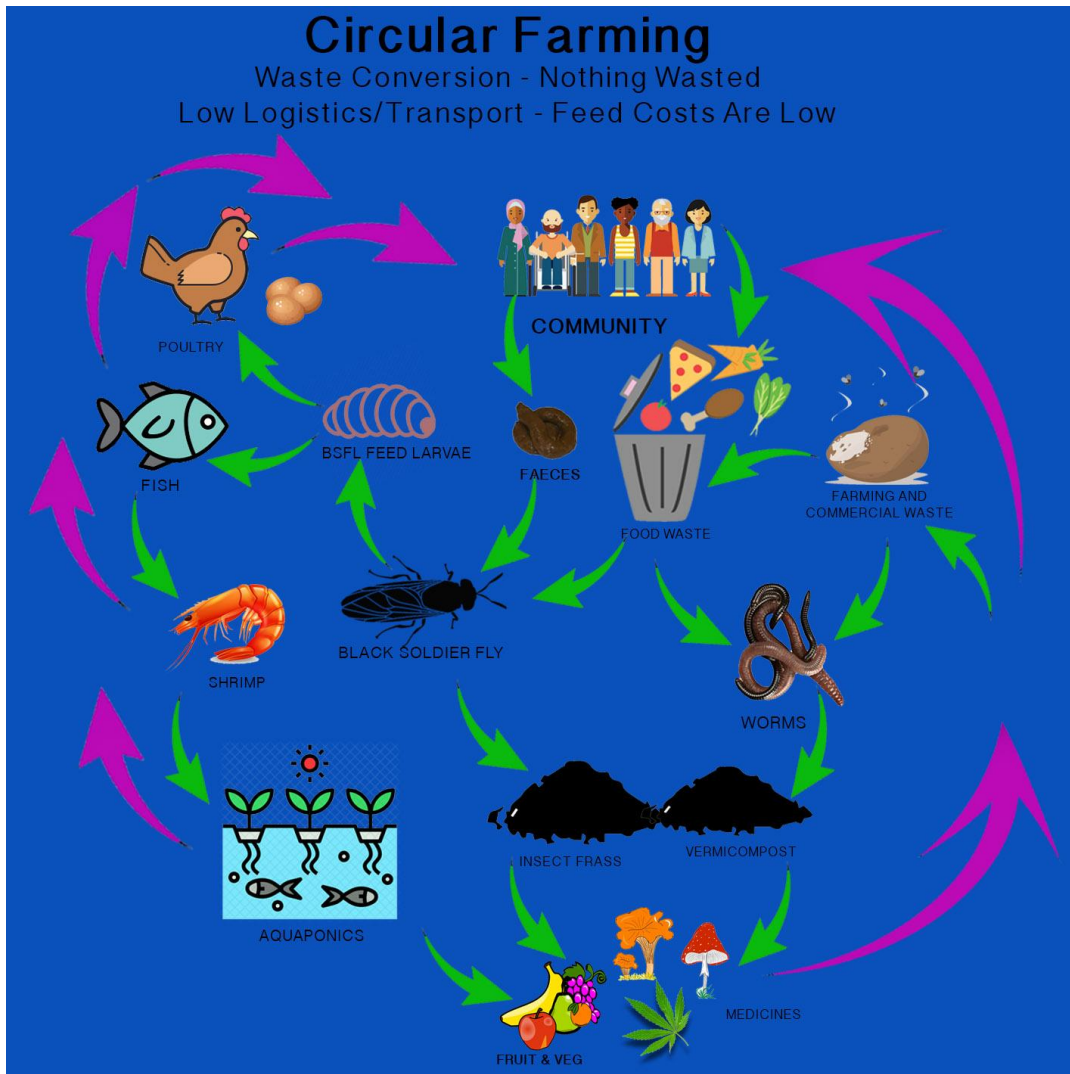 Circular Farming
Waste Conversion - Nothing Wasted
Low Logistics/Transport - Feed Costs Are Low
COMMUNITY
POULTRY
BSFL FEED LARVAE
FISH
FAECES
FARMING AND
COMMERCIAL WASTE
FOOD WASTE
BLACK SOLDIER FLY
SHRIMP
WORMS
INSECT FRASS
VERMICOMPOST
AQUAPONICS
MEDICINES
FRUIT & VEG